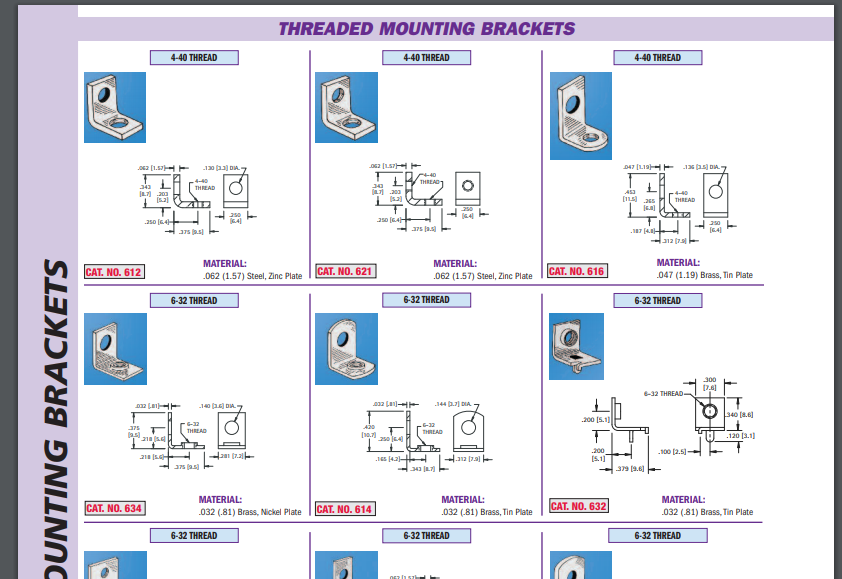 THREADED MOUNTING BRACKETS
OUNTING BRACKETS
4-40 THREAD
.062 [1.57]
.130 [3.3] DIA.
4-40
THREAD
.343
[8.7]
.203
[5.2]
.250 [6.4]
.375 [9.5]
.250
[6.4]
MATERIAL:
CAT. NO. 612
.062 (1.57) Steel, Zinc Plate
4-40 THREAD
.062 [1.57]
4-40
THREAD
.343
[8.7]
.203
[5.2]
.250 [6.4]
.375 [9.5]
.250
[6.4]
MATERIAL:
CAT. NO. 621
.062 (1.57) Steel, Zinc Plate
4-40 THREAD
.047 [1.19]
.136 [3.5] DIA.
.453
[11.5]
.265
[6.8]
4-40
THREAD
.187 [4.8]
.312 [7.9]
.250
[6.4]
MATERIAL:
CAT. NO. 616
.047 (1.19) Brass, Tin Plate
6-32 THREAD
.032 [.81]
.140 [3.6] DIA.
.375
[9.5]
.218 [5.6]
6-32
THREAD
.218 [5.6]
.375 [9.5]
.281 [7.2]
MATERIAL:
CAT. NO. 634
.032 (.81) Brass, Nickel Plate
6-32 THREAD
.032 [.81]
.144 [3.7] DIA.
.420
[10.7]
.250 [6.4]
6-32
THREAD
.165 [4.2]
.343 [8.7]
.312 [7.9]
MATERIAL:
CAT. NO. 614
.032 (.81) Brass, Tin Plate
6-32 THREAD
.300
[7.6]
6-32 THREAD
.200 [5.1]
.340 [8.6]
.120 [3.1]
.200
[5.1]
.100 [2.5]
.379 [9.6]
MATERIAL:
CAT. NO. 632
.032 (.81) Brass, Tin Plate
6-32 THREAD
6-32 THREAD
.062 [1.57]
6-32 THREAD